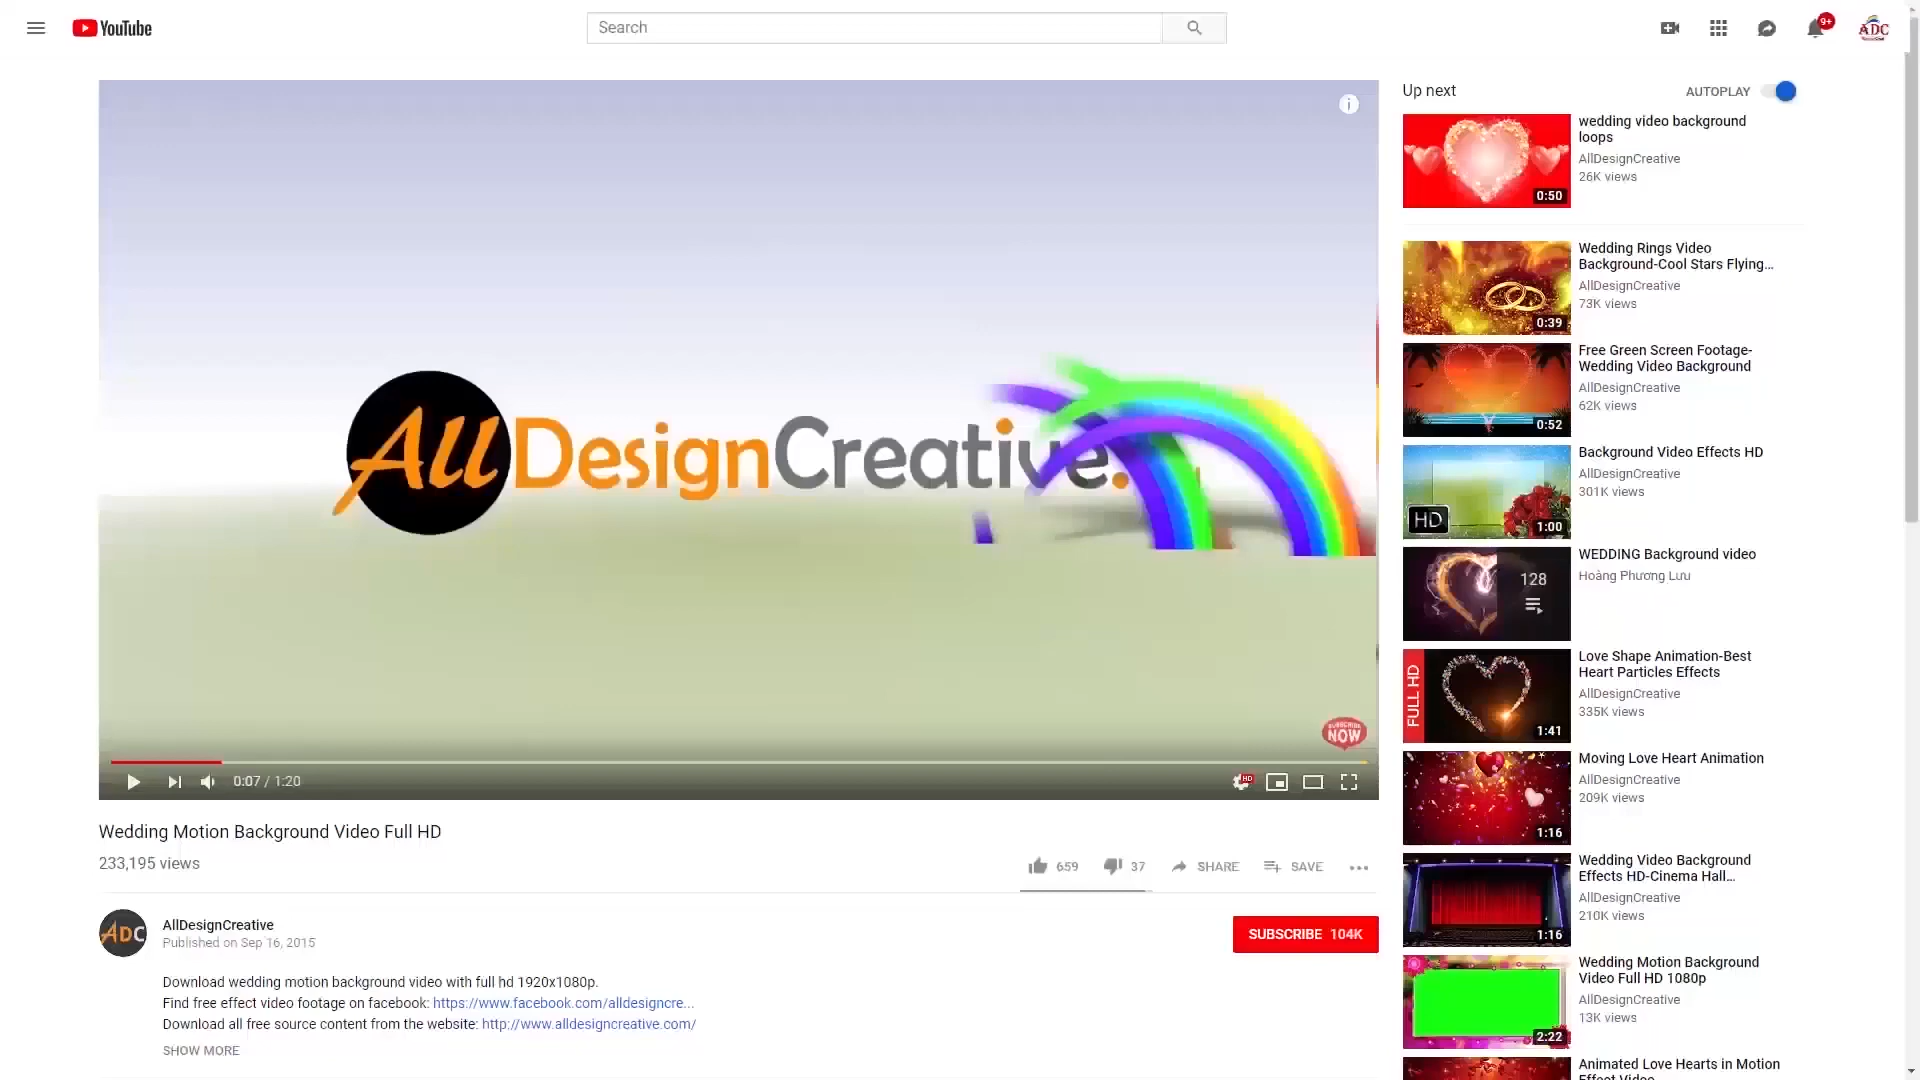 YouTube
Search
9+
ADC
AllDesignCreative.
SUBSCRIBE
NOW
0:07 / 1:20
HD
Wedding Motion Background Video Full HD
233,195 views
659
37
SHARE
SAVE
ADC
AllDesignCreative
Published on Sep 16, 2015
SUBSCRIBE 104K
Download wedding motion background video with full hd 1920x1080p.
Find free effect video footage on facebook: https://www.facebook.com/alldesigncre...
Download all free source content from the website: http://www.alldesigncreative.com/
SHOW MORE
Up next
AUTOPLAY
0:50
wedding video background
loops
AllDesignCreative
26K views
0:39
Wedding Rings Video
Background-Cool Stars Flying...
AllDesignCreative
73K views
0:52
Free Green Screen Footage-
Wedding Video Background
AllDesignCreative
62K views
HD
1:00
Background Video Effects HD
AllDesignCreative
301K views
128
WEDDING Background video
Hoàng Phương Lưu
FULL HD
1:41
Love Shape Animation-Best
Heart Particles Effects
AllDesignCreative
335K views
1:16
Moving Love Heart Animation
AllDesignCreative
209K views
1:16
Wedding Video Background
Effects HD-Cinema Hall...
AllDesignCreative
210K views
2:22
Wedding Motion Background
Video Full HD 1080p
AllDesignCreative
13K views
Animated Love Hearts in Motion
Effect Video